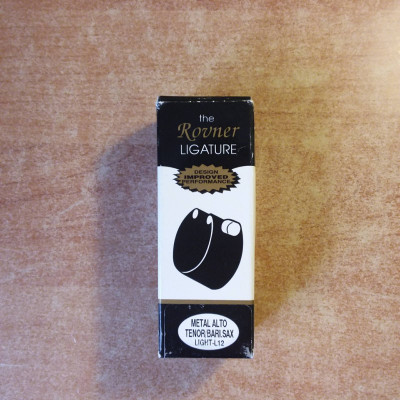 the
Rovner
LIGATURE
DESIGN
IMPROVED
PERFORMANCE
METAL ALTO
TENOR/BARI.SAX
LIGHT-L12